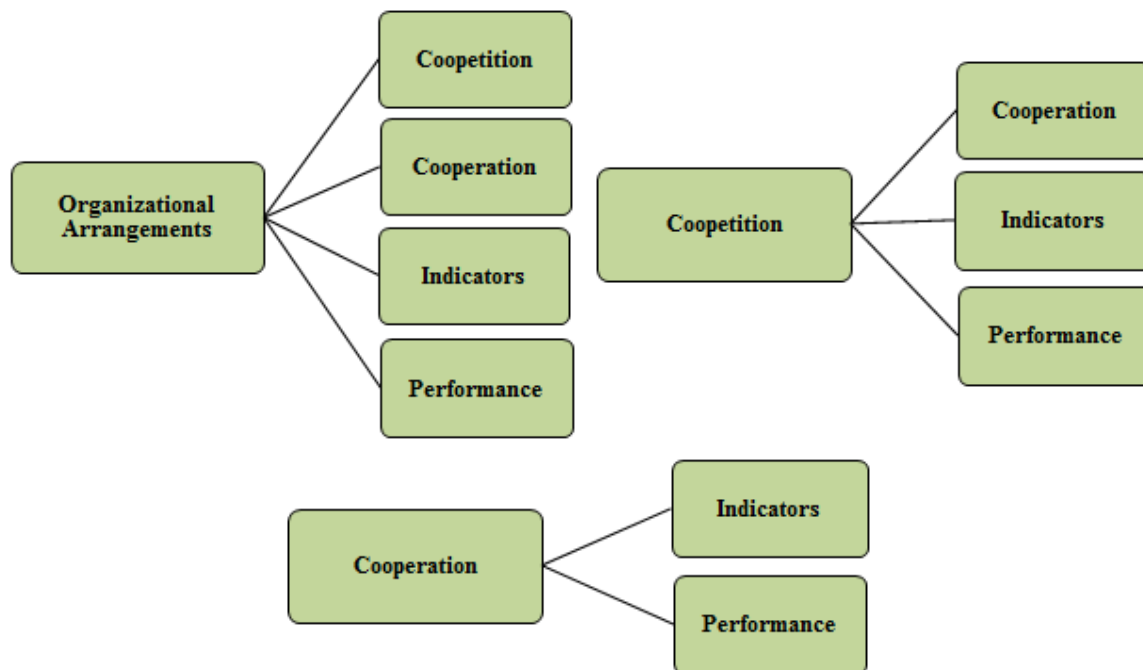 Organizational
Arrangements
Coopetition
Cooperation
Indicators
Performance
Coopetition
Cooperation
Indicators
Performance
Cooperation
Indicators
Performance